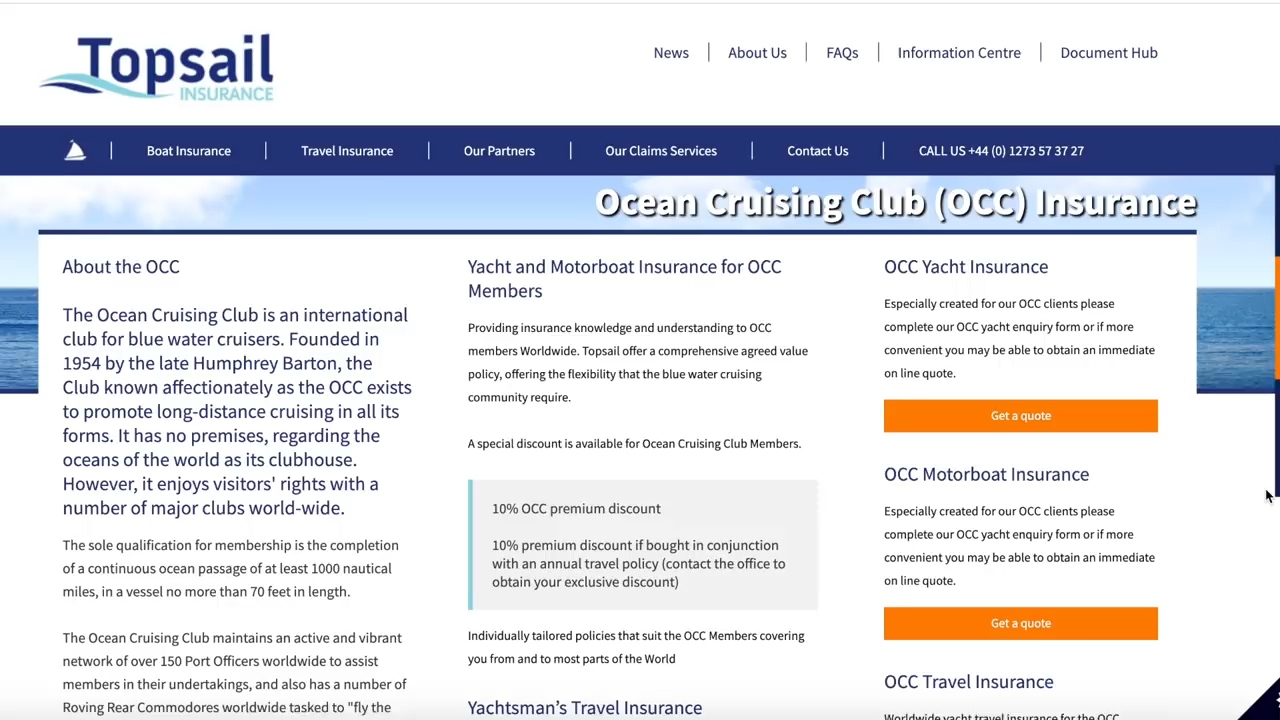 Topsail
INSURANCE
News
About Us
FAQs
Information Centre
Document Hub
Boat Insurance
Travel Insurance
Our Partners
Our Claims Services
Contact Us
CALL US +44 (0) 1273 57 37 27
Ocean Cruising Club (OCC) Insurance
About the OCC
The Ocean Cruising Club is an international
club for blue water cruisers. Founded in
1954 by the late Humphrey Barton, the
Club known affectionately as the OCC exists
to promote long-distance cruising in all its
forms. It has no premises, regarding the
oceans of the world as its clubhouse.
However, it enjoys visitors' rights with a
number of major clubs world-wide.
The sole qualification for membership is the completion
of a continuous ocean passage of at least 1000 nautical
miles, in a vessel no more than 70 feet in length.
The Ocean Cruising Club maintains an active and vibrant
network of over 150 Port Officers worldwide to assist
members in their undertakings, and also has a number of
Roving Rear Commodores worldwide tasked to "fly the
Yacht and Motorboat Insurance for OCC
Members
Providing insurance knowledge and understanding to OCC
members Worldwide. Topsail offer a comprehensive agreed value
policy, offering the flexibility that the blue water cruising
community require.
A special discount is available for Ocean Cruising Club Members.
10% OCC premium discount
10% premium discount if bought in conjunction
with an annual travel policy (contact the office to
obtain your exclusive discount)
Individually tailored policies that suit the OCC Members covering
you from and to most parts of the World
Yachtsman’s Travel Insurance
OCC Yacht Insurance
Especially created for our OCC clients please
complete our OCC yacht enquiry form or if more
convenient you may be able to obtain an immediate
on line quote.
Get a quote
OCC Motorboat Insurance
Especially created for our OCC clients please
complete our OCC yacht enquiry form or if more
convenient you may be able to obtain an immediate
on line quote.
Get a quote
OCC Travel Insurance
Worldwide yacht travel insurance for the OCC